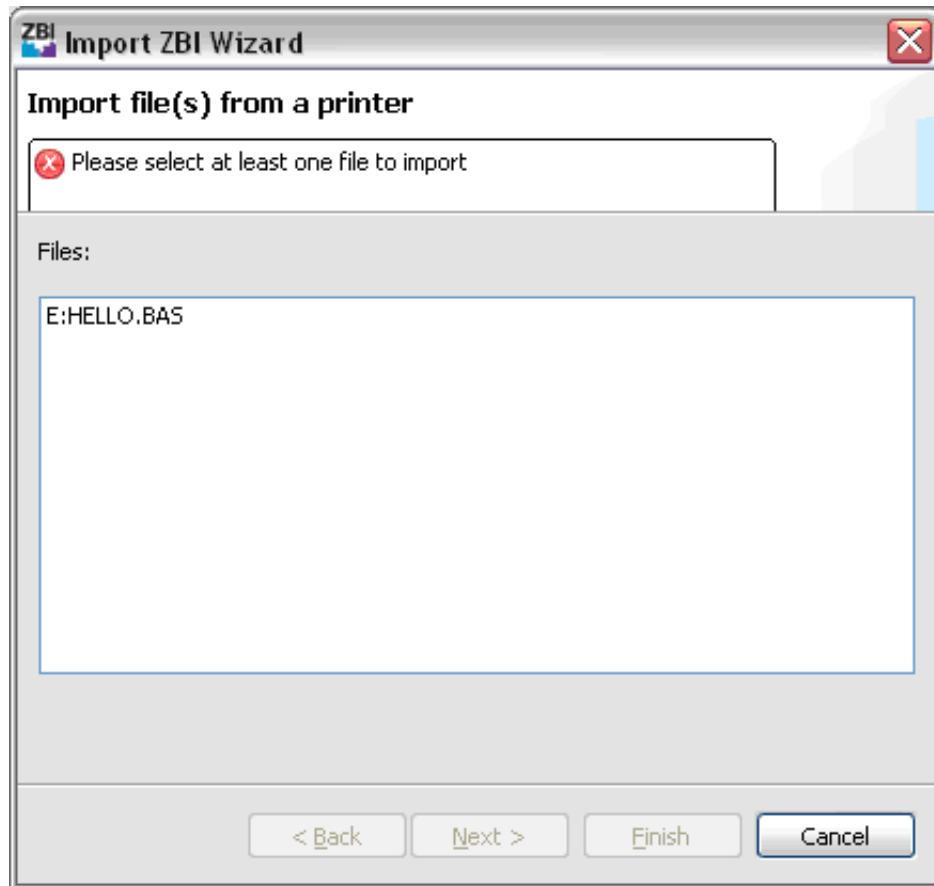 ZBI Import ZBI Wizard
Import file(s) from a printer
Please select at least one file to import
Files:
E:HELLO.BAS
< Back Next > Finish Cancel